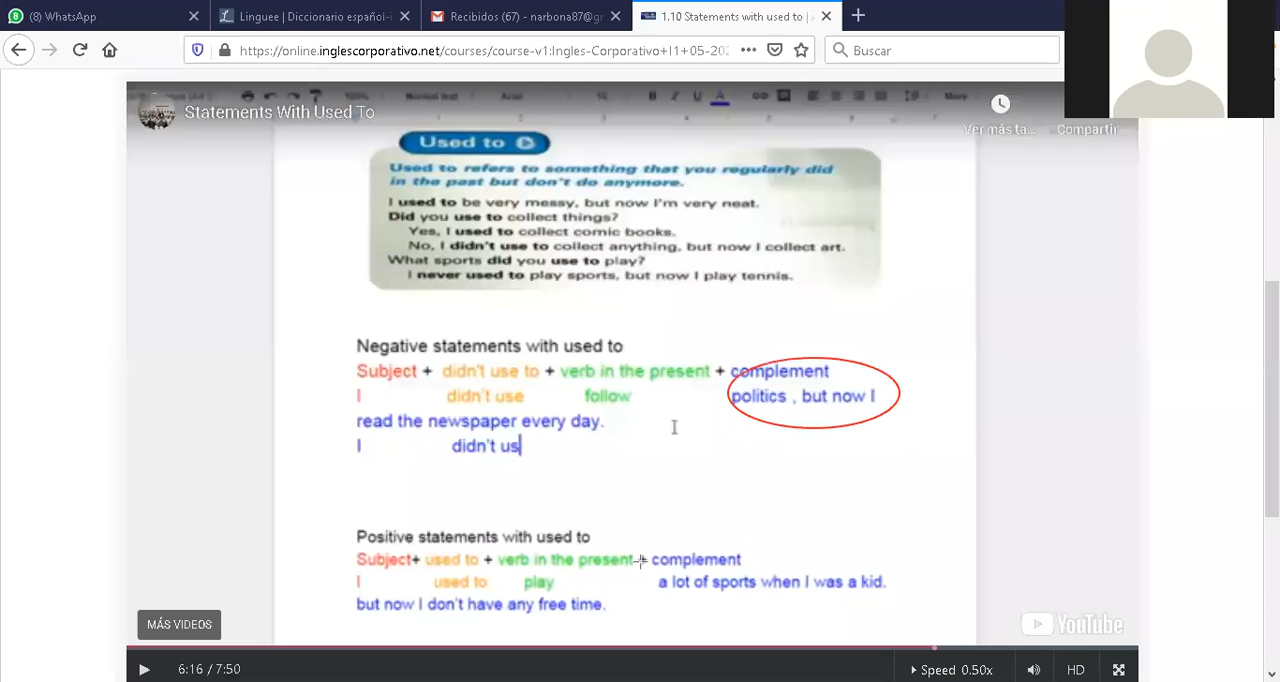 (8) WhatsApp
Linguee | Diccionario español-i
Recibidos (67) - narbona87@gr
1.10 Statements with used to |
https://online.inglescorporativo.net/courses/course-v1:Ingles-Corporativo+I1+05-202
Buscar
Statements With Used To
Normal text
Arial
More
Ver más ta...
Compartir
Used to
Used to refers to something that you regularly did
in the past but don't do anymore.
I used to be very messy, but now I'm very neat.
Did you use to collect things?
Yes, I used to collect comic books.
No, I didn't use to collect anything, but now I collect art.
What sports did you use to play?
I never used to play sports, but now I play tennis.
Negative statements with used to
Subject + didn't use to + verb in the present + complement
I didn't use follow politics , but now I
read the newspaper every day.
I didn't us
Positive statements with used to
Subject+ used to + verb in the present+ complement
I used to play a lot of sports when I was a kid.
but now I don't have any free time.
MÁS VIDEOS
YouTube
6:16 / 7:50
Speed 0.50x
HD